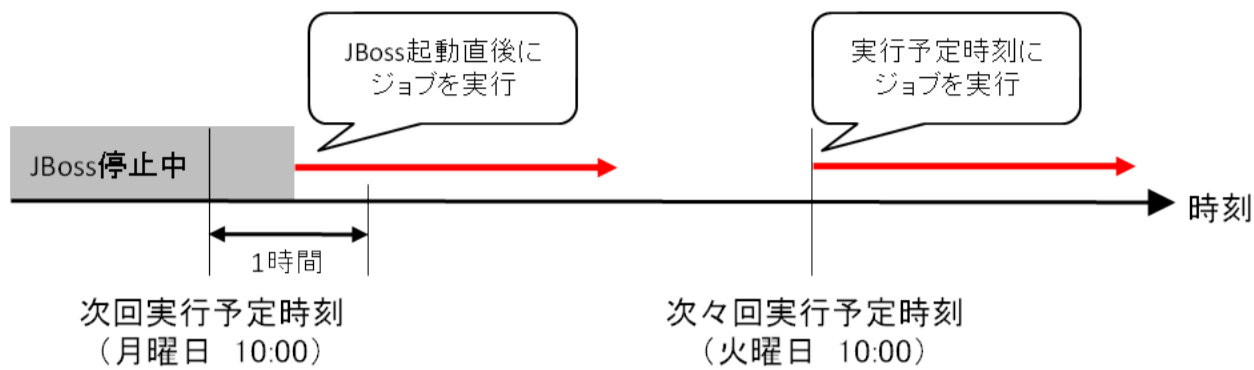 JBoss起動直後に
ジョブを実行
実行予定時刻に
ジョブを実行
JBoss停止中
時刻
1時間
次回実行予定時刻
（月曜日 10:00）
次々回実行予定時刻
（火曜日 10:00）